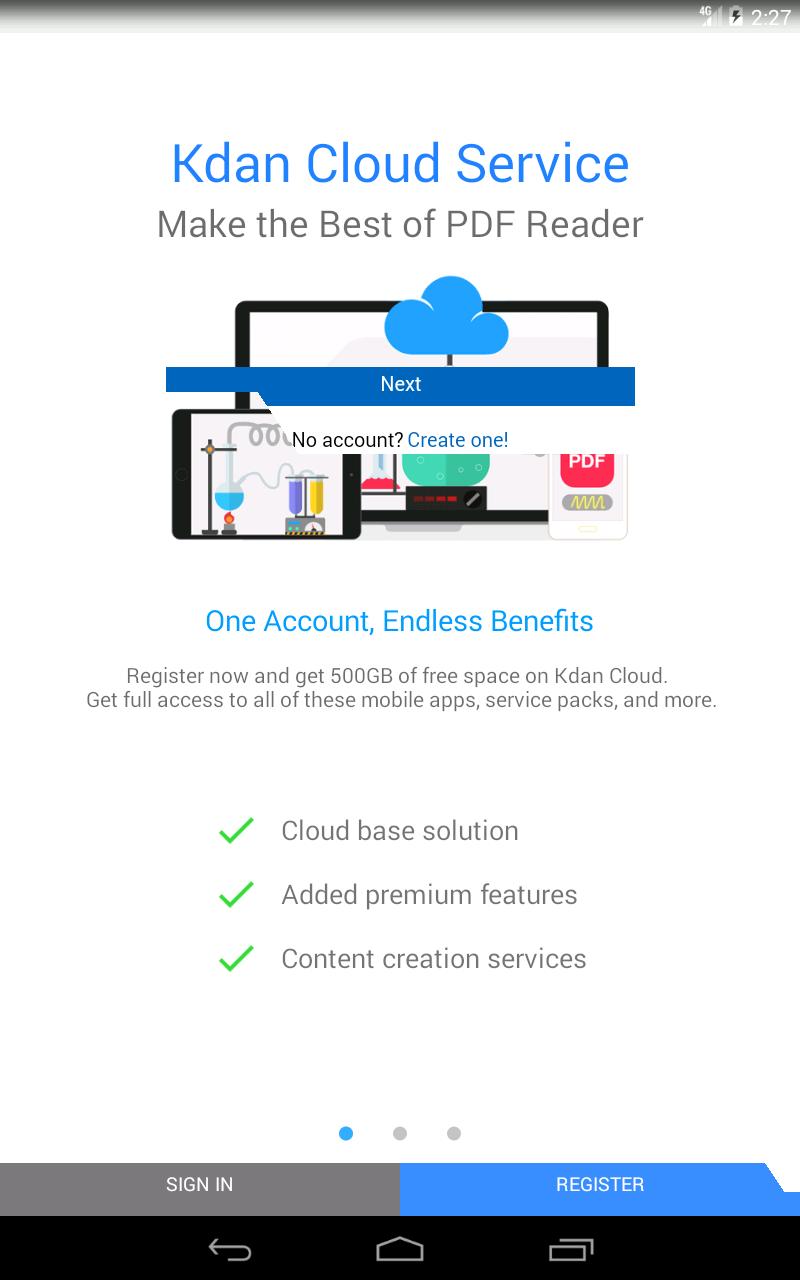 4G 2:27
Kdan Cloud Service
Make the Best of PDF Reader
Next
No account? Create one!
PDF
One Account, Endless Benefits
Register now and get 500GB of free space on Kdan Cloud.
Get full access to all of these mobile apps, service packs, and more.
Cloud base solution
Added premium features
Content creation services
SIGN IN REGISTER